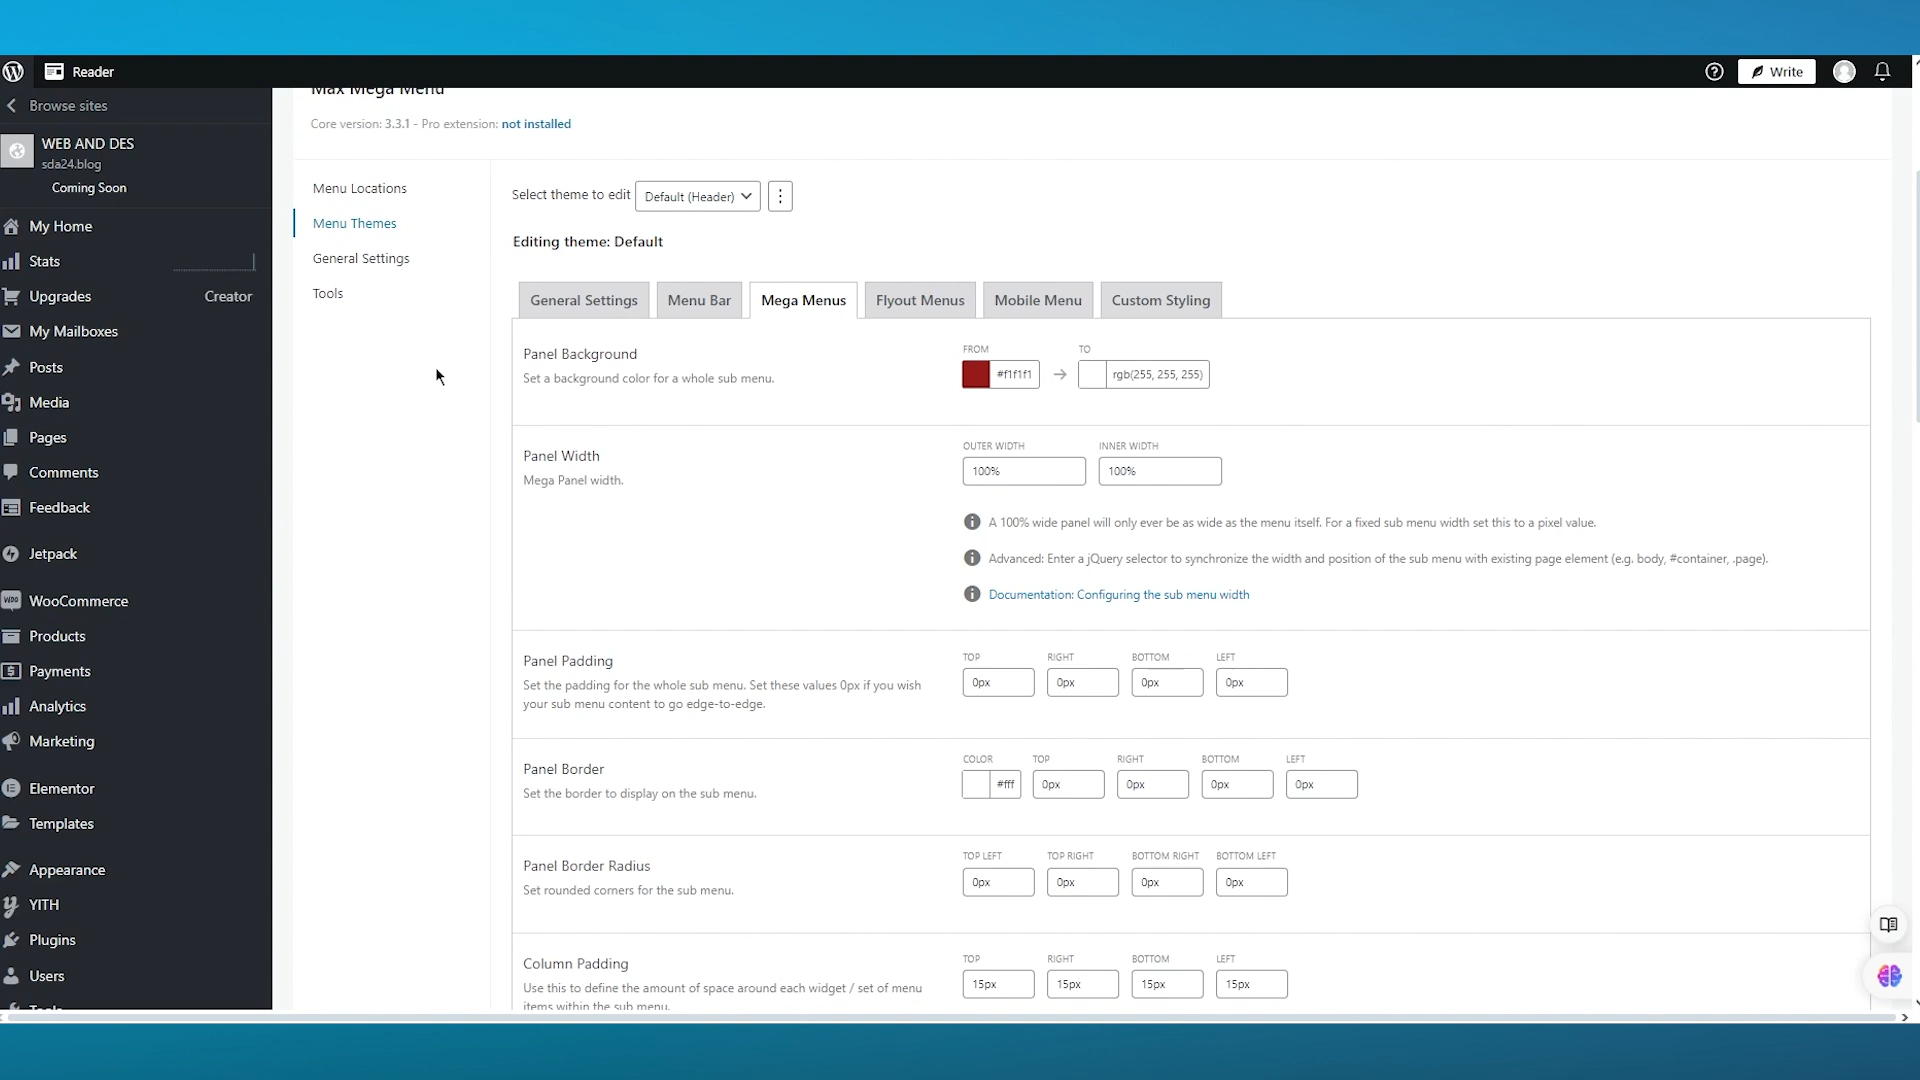 Reader
Write
Browse sites
WEB AND DES
sda24.blog
Coming Soon
My Home
Stats
Upgrades
Creator
My Mailboxes
Posts
Media
Pages
Comments
Feedback
Jetpack
WooCommerce
Products
Payments
Analytics
Marketing
Elementor
Templates
Appearance
YITH
Plugins
Users
Tools
Max Mega Menu
Core version: 3.3.1 - Pro extension: not installed
Menu Locations
Menu Themes
General Settings
Tools
Select theme to edit Default (Header)
Editing theme: Default
General Settings Menu Bar Mega Menus Flyout Menus Mobile Menu Custom Styling
Panel Background
Set a background color for a whole sub menu.
FROM TO
#f1f1f1 rgb(255, 255, 255)
Panel Width
Mega Panel width.
OUTER WIDTH INNER WIDTH
100% 100%
A 100% wide panel will only ever be as wide as the menu itself. For a fixed sub menu width set this to a pixel value.
Advanced: Enter a jQuery selector to synchronize the width and position of the sub menu with existing page element (e.g. body, #container, .page).
Documentation: Configuring the sub menu width
Panel Padding
Set the padding for the whole sub menu. Set these values 0px if you wish
your sub menu content to go edge-to-edge.
TOP RIGHT BOTTOM LEFT
0px 0px 0px 0px
Panel Border
Set the border to display on the sub menu.
COLOR TOP RIGHT BOTTOM LEFT
#fff 0px 0px 0px 0px
Panel Border Radius
Set rounded corners for the sub menu.
TOP LEFT TOP RIGHT BOTTOM RIGHT BOTTOM LEFT
0px 0px 0px 0px
Column Padding
Use this to define the amount of space around each widget / set of menu
items within the sub menu.
TOP RIGHT BOTTOM LEFT
15px 15px 15px 15px